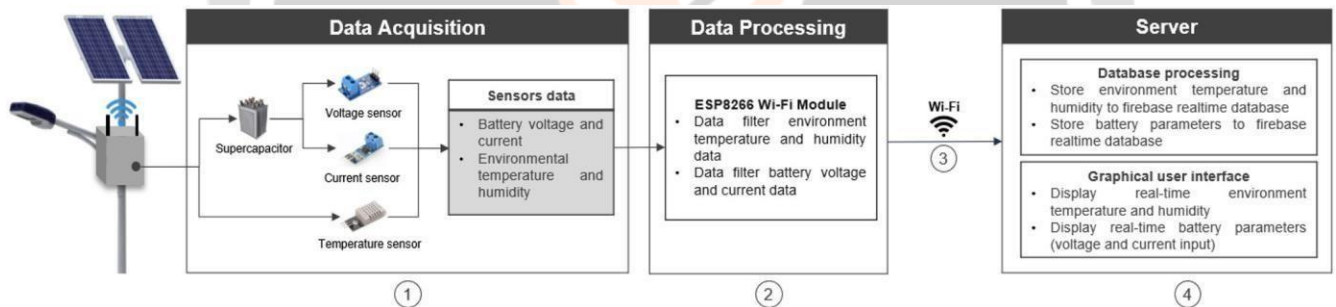 Data Acquisition
Supercapacitor
Voltage sensor
Current sensor
Temperature sensor
Sensors data
• Battery voltage and
current
• Environmental
temperature and
humidity
1
Data Processing
ESP8266 Wi-Fi Module
• Data filter environment
temperature and humidity
data
• Data filter battery voltage
and current data
2
Wi-Fi
3
Server
Database processing
• Store environment temperature and
humidity to firebase realtime database
• Store battery parameters to firebase
realtime database
Graphical user interface
• Display real-time environment
temperature and humidity
• Display real-time battery parameters
(voltage and current input)
4